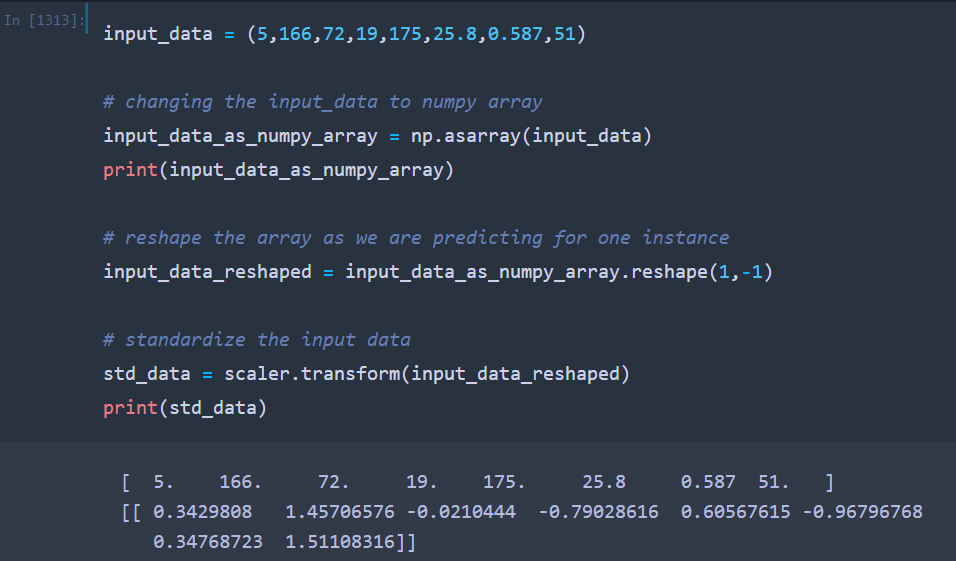 In [1313]:
input_data = (5,166,72,19,175,25.8,0.587,51)
# changing the input_data to numpy array
input_data_as_numpy_array = np.asarray(input_data)
print(input_data_as_numpy_array)
# reshape the array as we are predicting for one instance
input_data_reshaped = input_data_as_numpy_array.reshape(1,-1)
# standardize the input data
std_data = scaler.transform(input_data_reshaped)
print(std_data)
[  5.    166.     72.     19.    175.     25.8     0.587  51.   ]
[[ 0.3429808   1.45706576 -0.0210444  -0.79028616  0.60567615 -0.96796768
   0.34768723  1.51108316]]